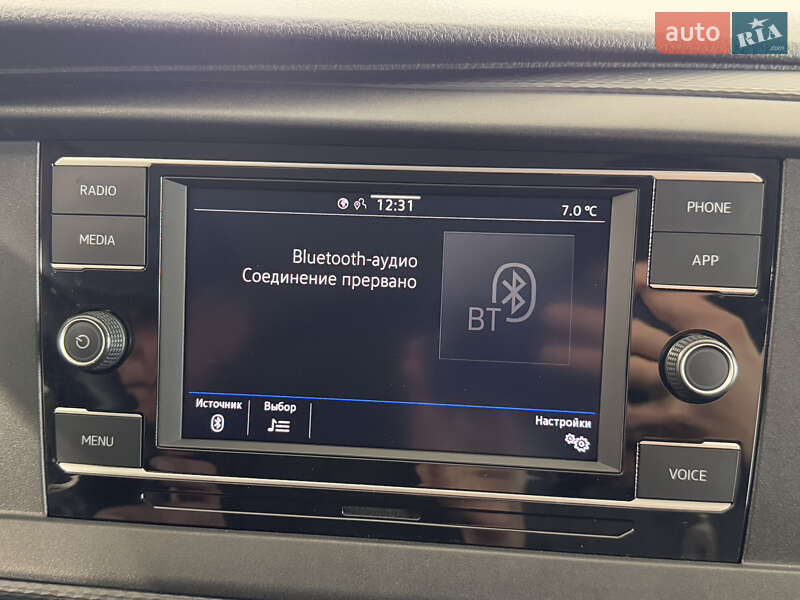 auto RIA .com
RADIO
MEDIA
MENU
12:31
7.0 °C
Bluetooth-аудио
Соединение прервано
BT
Источник
Выбор
Настройки
PHONE
APP
VOICE